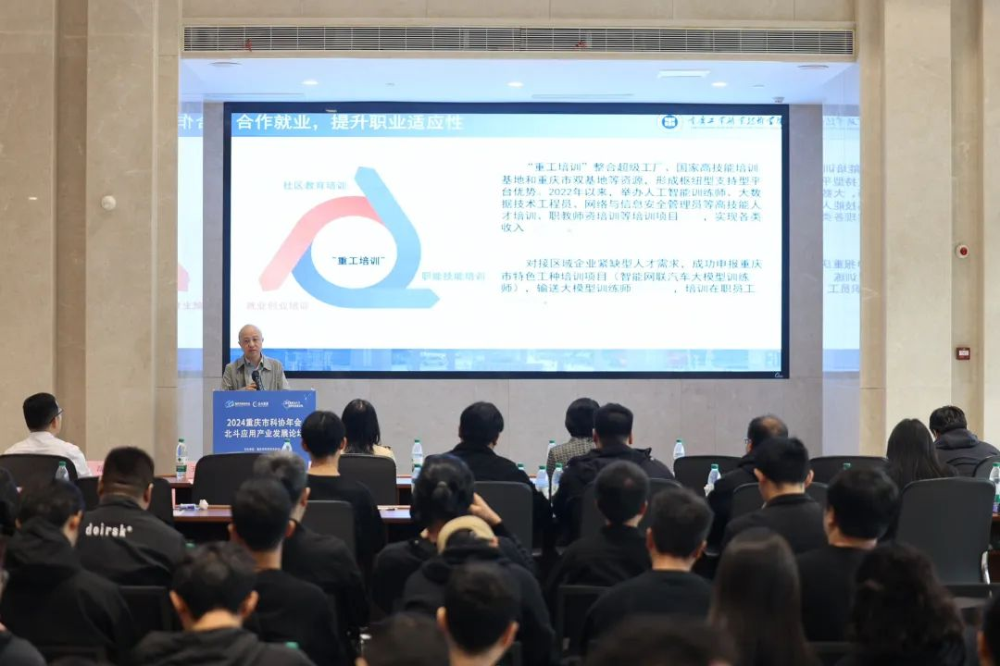 合作就业，提升职业适应性
重庆工业职业技术学院
“重工培训”整合超级工厂、国家高技能培训
基地和重庆市双基地等资源，形成枢纽型支持型平
台优势。2022年以来，举办人工智能训练师、大数
据技术工程员、网络与信息安全管理员等高技能人
才培训、职教师资培训等培训项目 ，实现各类
收入
对接区域企业紧缺型人才需求，成功申报重庆
市特色工种培训项目（智能网联汽车大模型训练
师），输送大模型训练师 ，培训在职员工
社区教育培训
“重工培训”
职能技能培训
就业创业培训
2024重庆市科协年会
北斗应用产业发展论坛
doirsk*